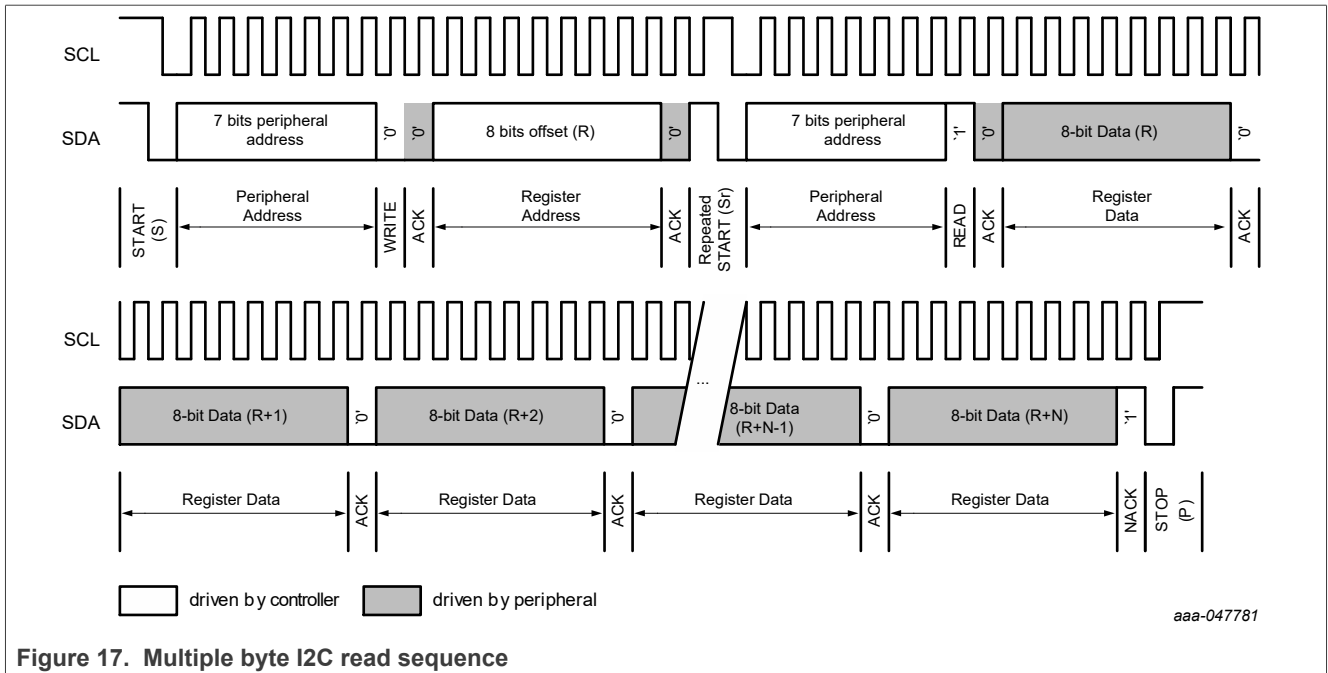 SCL
SDA
7 bits peripheral
address
'0'
'0'
8 bits offset (R)
'0'
7 bits peripheral
address
'1'
'0'
8-bit Data (R)
'0'
START
(S)
Peripheral
Address
WRITE
ACK
Register
Address
ACK
Repeated
START (Sr)
Peripheral
Address
READ
ACK
Register
Data
ACK
SCL
...
SDA
8-bit Data (R+1)
'0'
8-bit Data (R+2)
'0'
8-bit Data
(R+N-1)
'0'
8-bit Data (R+N)
'1'
Register Data
ACK
Register Data
ACK
Register Data
ACK
Register Data
NACK
STOP
(P)
driven by controller
driven by peripheral
aaa-047781
Figure 17. Multiple byte I2C read sequence